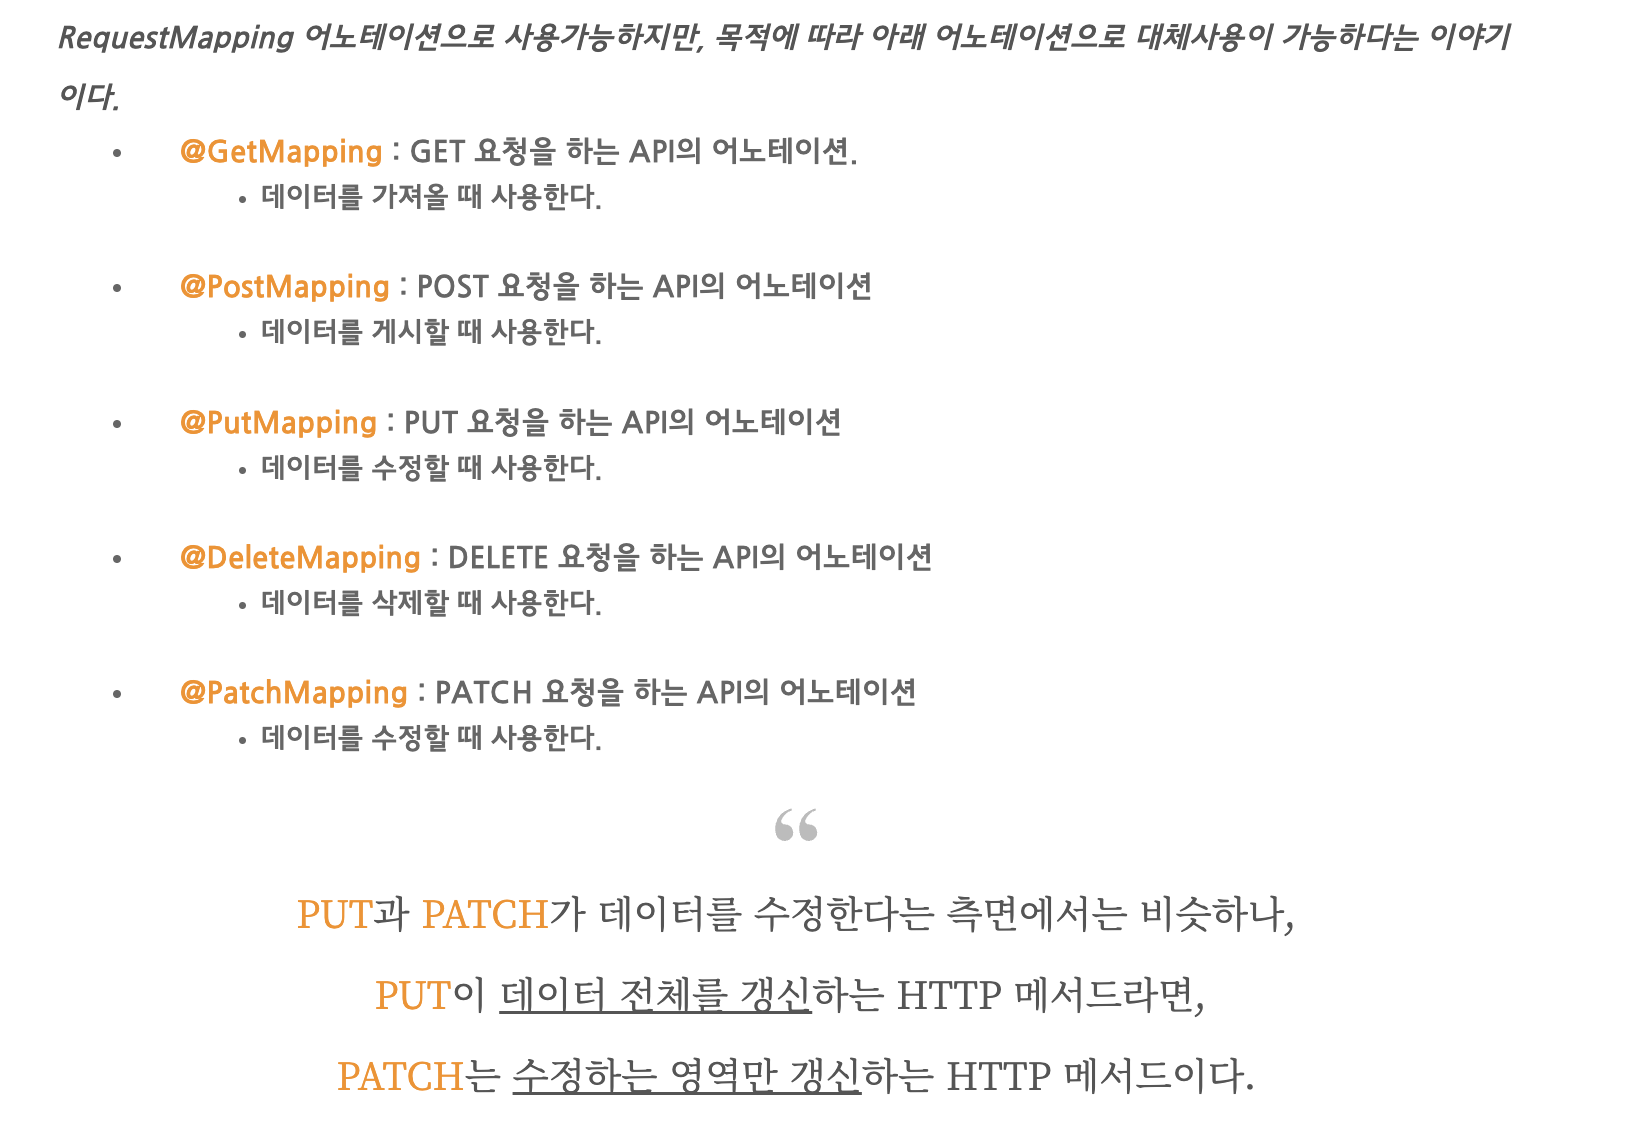 RequestMapping 어노테이션으로 사용가능하지만, 목적에 따라 아래 어노테이션으로 대체사용이 가능하다는 이야기
이다.
• @GetMapping : GET 요청을 하는 API의 어노테이션.
• 데이터를 가져올 때 사용한다.
• @PostMapping : POST 요청을 하는 API의 어노테이션
• 데이터를 게시할 때 사용한다.
• @PutMapping : PUT 요청을 하는 API의 어노테이션
• 데이터를 수정할 때 사용한다.
• @DeleteMapping : DELETE 요청을 하는 API의 어노테이션
• 데이터를 삭제할 때 사용한다.
• @PatchMapping : PATCH 요청을 하는 API의 어노테이션
• 데이터를 수정할 때 사용한다.
“
PUT과 PATCH가 데이터를 수정한다는 측면에서는 비슷하나,
PUT이 데이터 전체를 갱신하는 HTTP 메서드라면,
PATCH는 수정하는 영역만 갱신하는 HTTP 메서드이다.